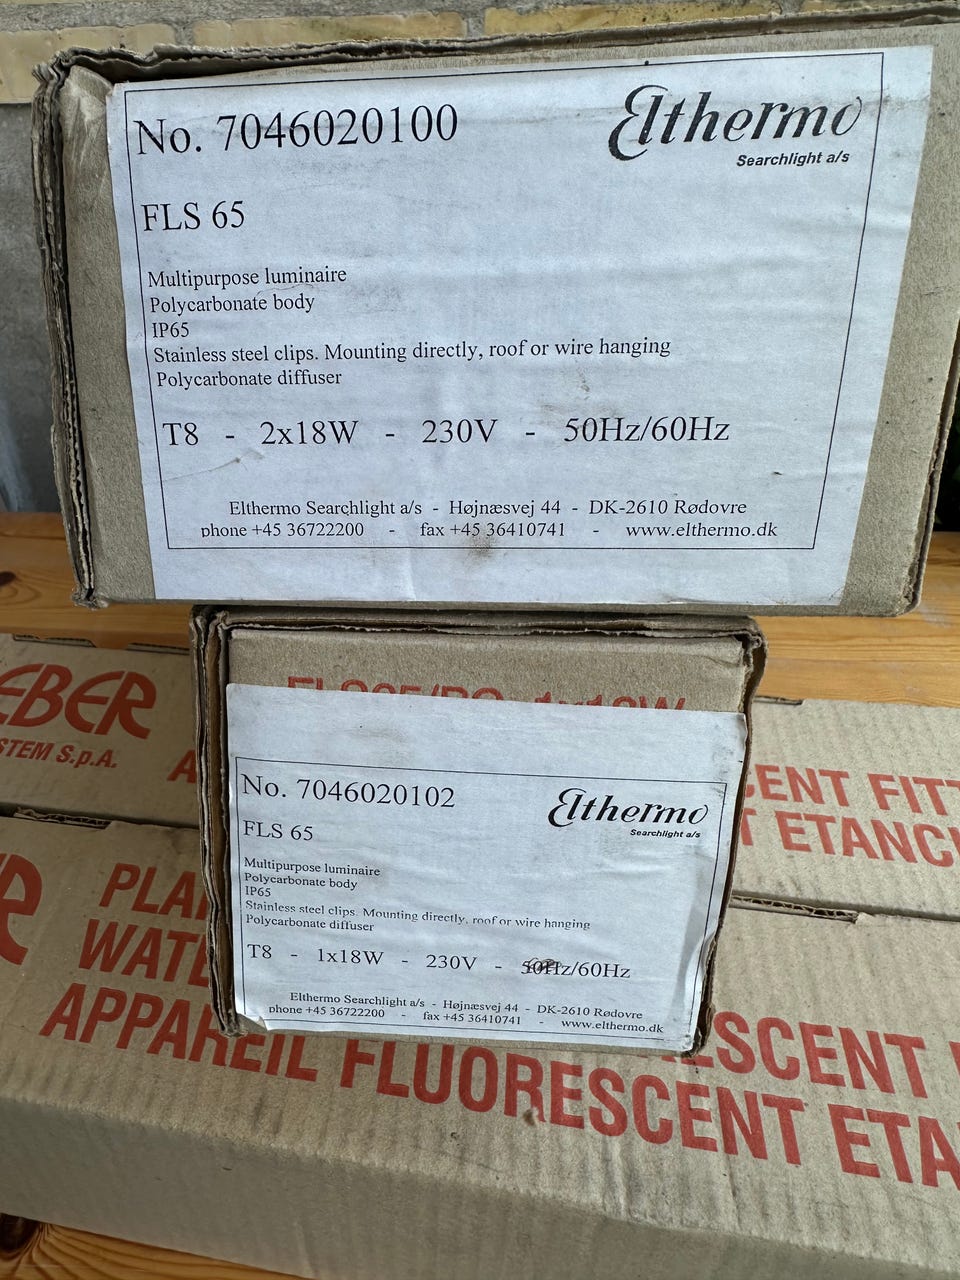 No. 7046020100
Elthermo
Searchlight a/s
FLS 65
Multipurpose luminaire
Polycarbonate body
IP65
Stainless steel clips. Mounting directly, roof or wire hanging
Polycarbonate diffuser
T8 - 2x18W - 230V - 50Hz/60Hz
Elthermo Searchlight a/s - Højnæsvej 44 - DK-2610 Rødovre
phone +45 36722200 - fax +45 36410741 - www.elthermo.dk
No. 7046020102
Elthermo
Searchlight a/s
FLS 65
Multipurpose luminaire
Polycarbonate body
IP65
Stainless steel clips. Mounting directly, roof or wire hanging
Polycarbonate diffuser
T8 - 1x18W - 230V - 50Hz/60Hz
Elthermo Searchlight a/s - Højnæsvej 44 - DK-2610 Rødovre
phone +45 36722200 - fax +45 36410741 - www.elthermo.dk
EBER
STEM S.p.A.
A
CENT FITT
T ETANCH
R
PLA
WATE
ESCENT F
APPAREIL FLUORESCENT ETA